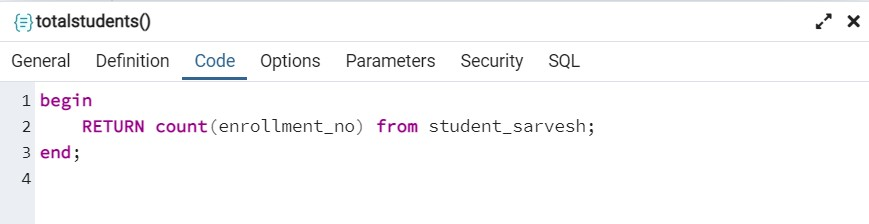 {=} totalstudents()
General Definition Code Options Parameters Security SQL
1 begin
2 RETURN count(enrollment_no) from student_sarvesh;
3 end;
4